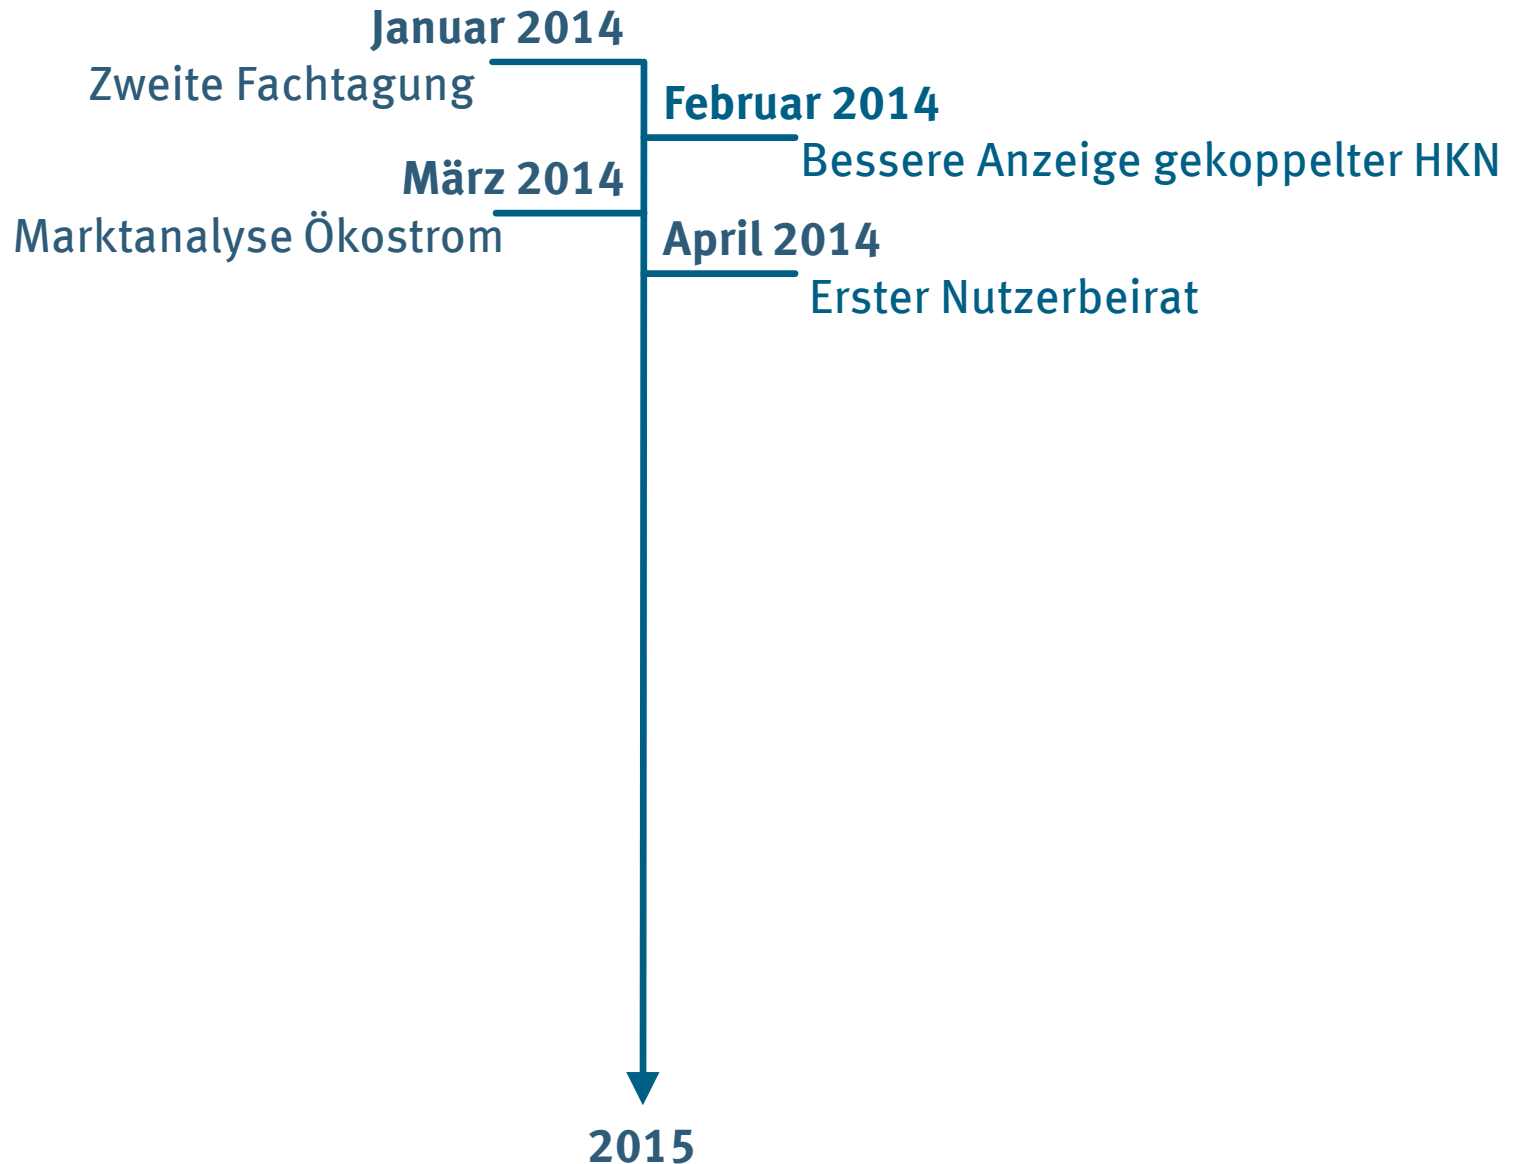 Januar 2014
Zweite Fachtagung
Februar 2014
Bessere Anzeige gekoppelter HKN
März 2014
Marktanalyse Ökostrom
April 2014
Erster Nutzerbeirat
2015